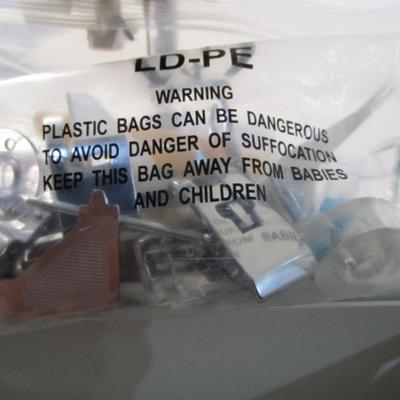 LD-PE
WARNING
PLASTIC BAGS CAN BE DANGEROUS
TO AVOID DANGER OF SUFFOCATION
KEEP THIS BAG AWAY FROM BABIES
AND CHILDREN